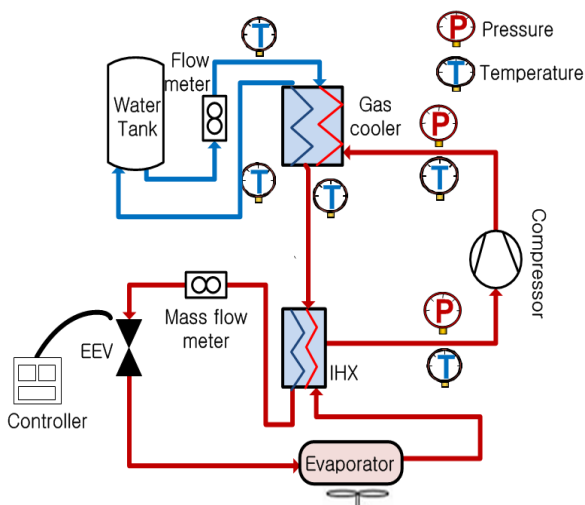 P Pressure
T Temperature
T
Flow
meter
Water
Tank
Gas
cooler
P
T
T
T
Compressor
Mass flow
meter
P
EEV
IHX
T
Controller
Evaporator